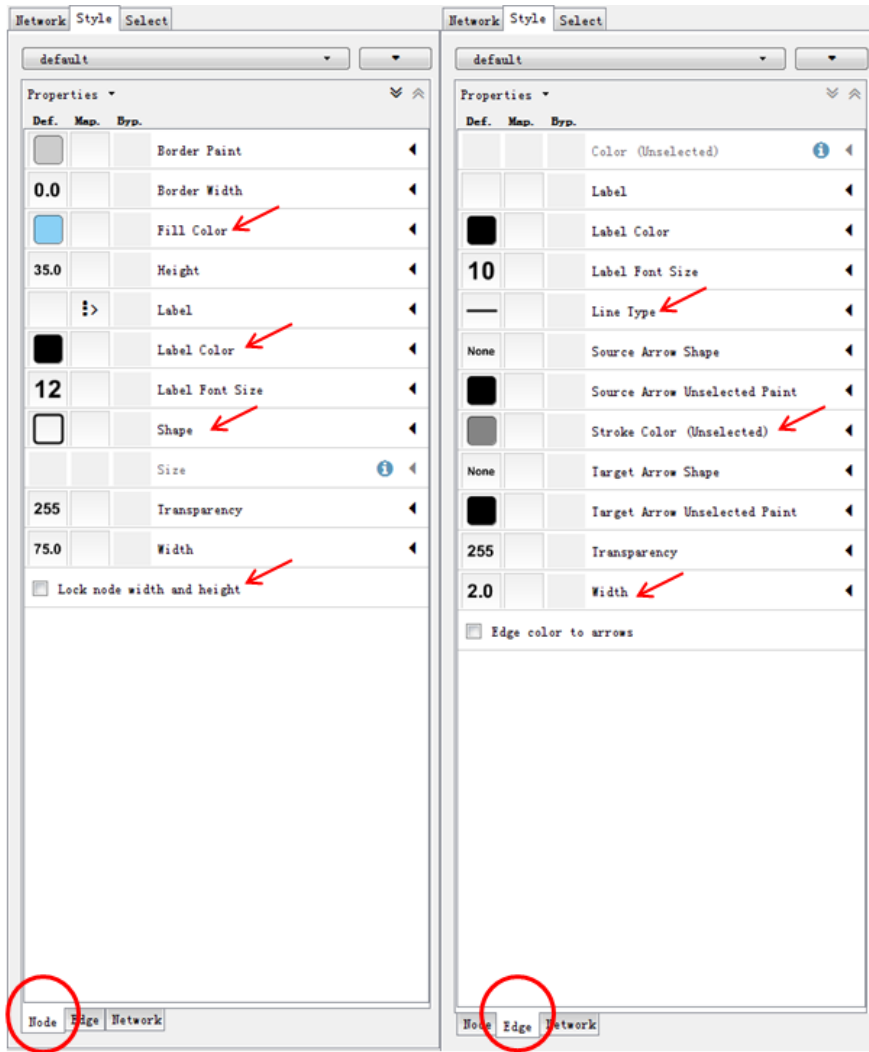 Network Style Select
default
Properties
Def. Map. Byp.
Border Paint
0.0 Border Width
Fill Color
35.0 Height
Label
Label Color
12 Label Font Size
Shape
Size
255 Transparency
75.0 Width
Lock node width and height
Node Edge Network
Network Style Select
default
Properties
Def. Map. Byp.
Color (Unselected)
Label
Label Color
10 Label Font Size
Line Type
None Source Arrow Shape
Source Arrow Unselected Paint
Stroke Color (Unselected)
None Target Arrow Shape
Target Arrow Unselected Paint
255 Transparency
2.0 Width
Edge color to arrows
Node Edge Network